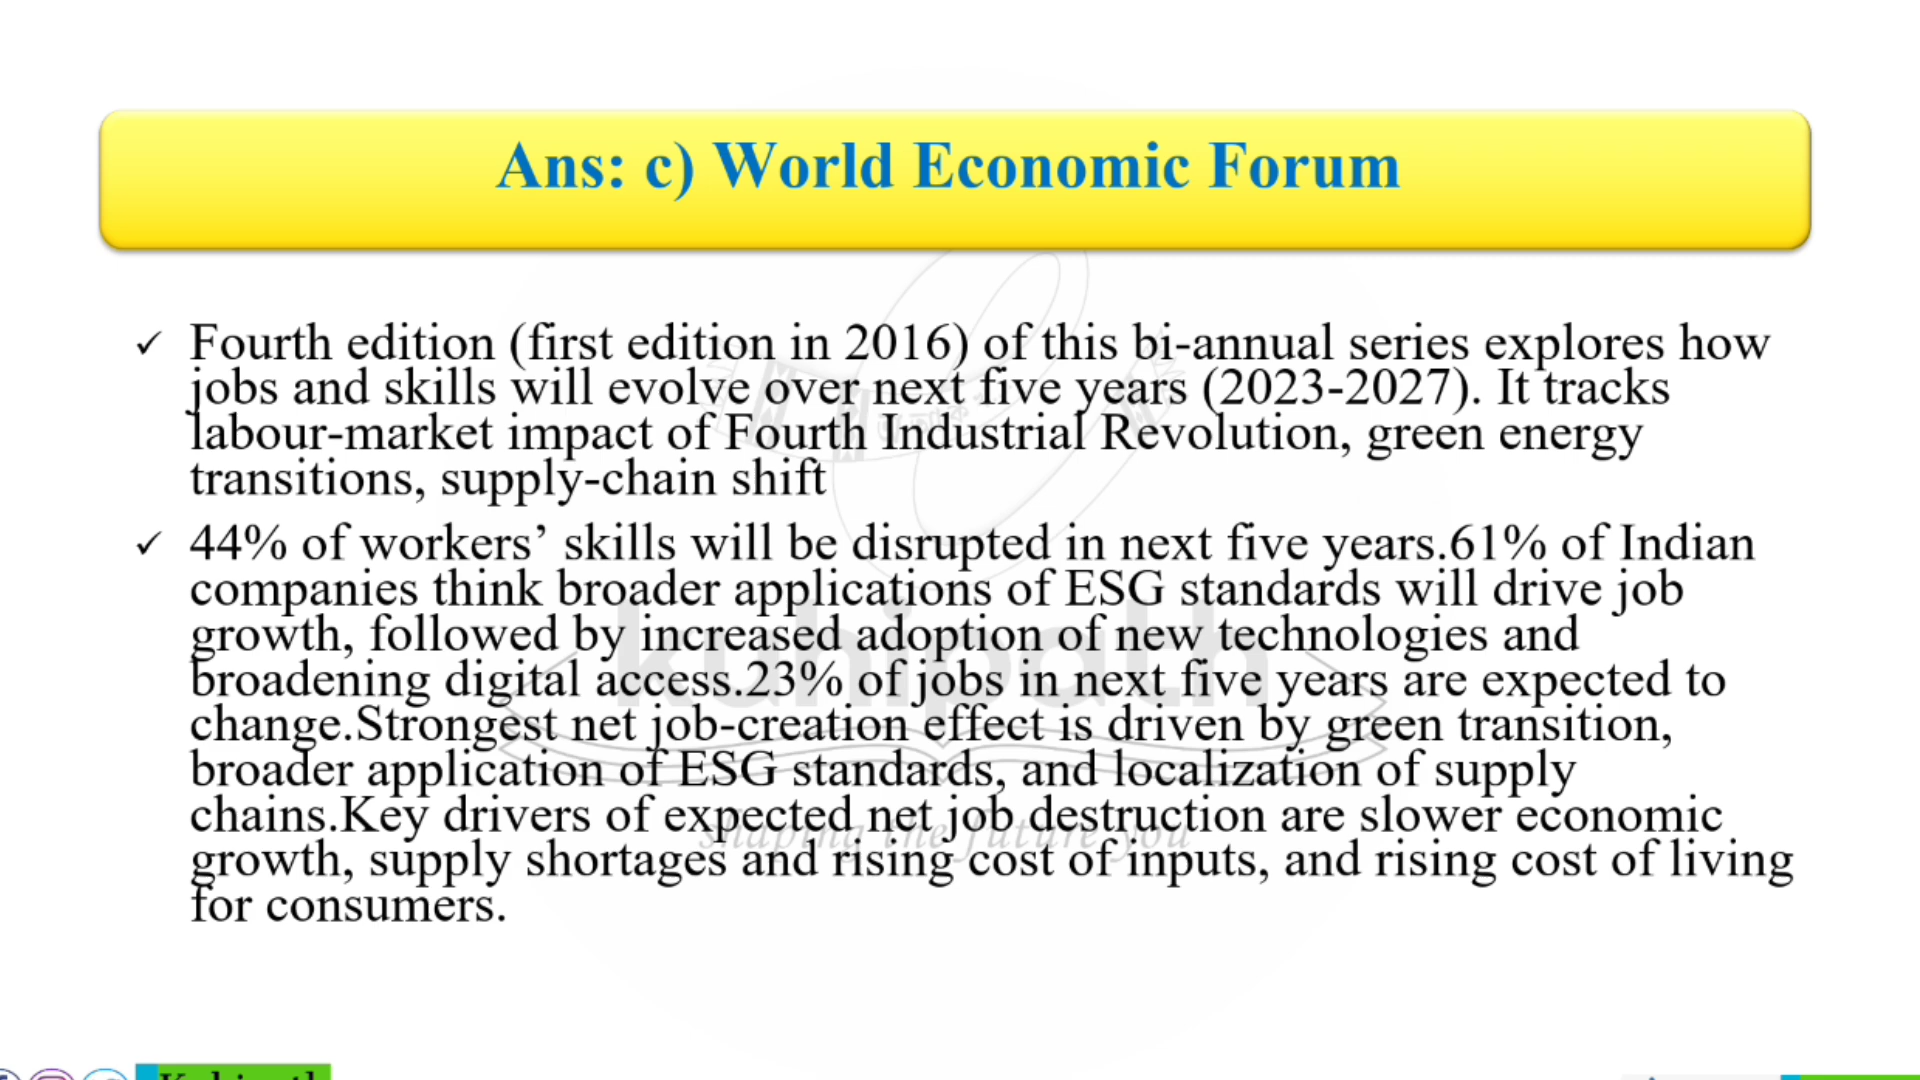 Ans: c) World Economic Forum
✓ Fourth edition (first edition in 2016) of this bi-annual series explores how
jobs and skills will evolve over next five years (2023-2027). It tracks
labour-market impact of Fourth Industrial Revolution, green energy
transitions, supply-chain shift
✓ 44% of workers’ skills will be disrupted in next five years.61% of Indian
companies think broader applications of ESG standards will drive job
growth, followed by increased adoption of new technologies and
broadening digital access.23% of jobs in next five years are expected to
change.Strongest net job-creation effect is driven by green transition,
broader application of ESG standards, and localization of supply
chains.Key drivers of expected net job destruction are slower economic
growth, supply shortages and rising cost of inputs, and rising cost of living
for consumers.
kuhipath
shaping the future you